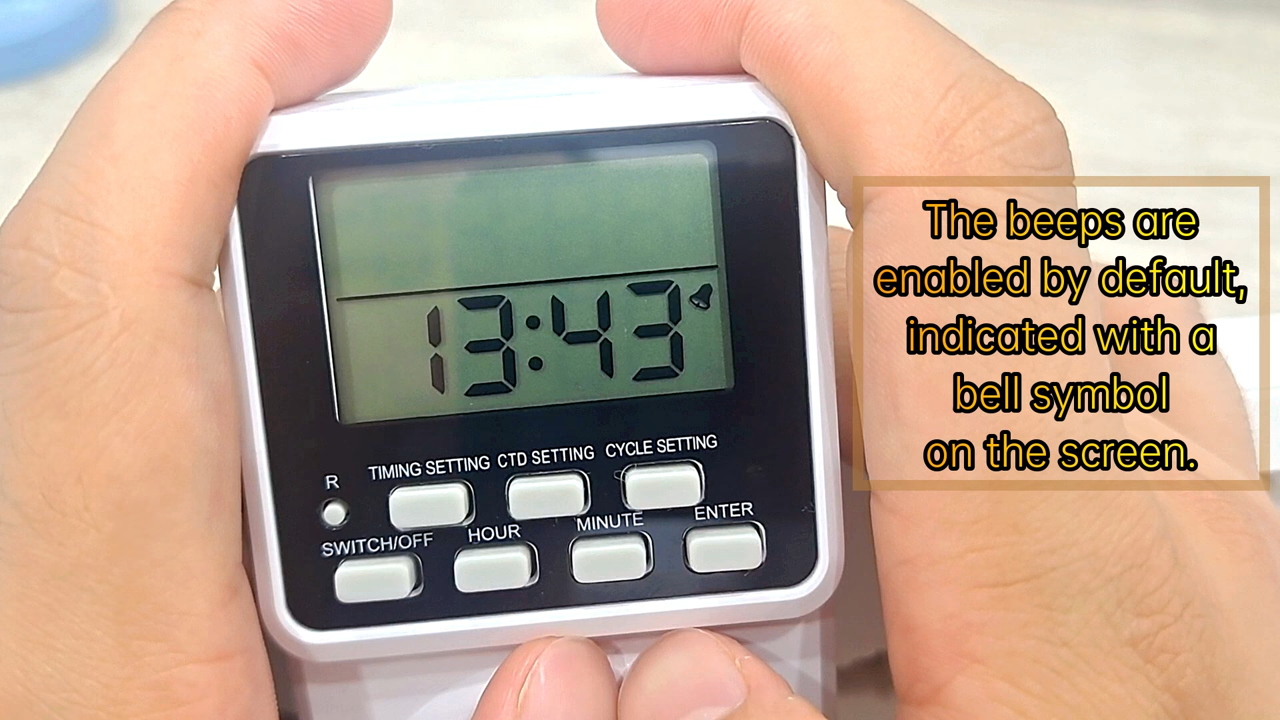 13:43
TIMING SETTING CTD SETTING CYCLE SETTING
R
SWITCH/OFF HOUR MINUTE ENTER
The beeps are
enabled by default,
indicated with a
bell symbol
on the screen.